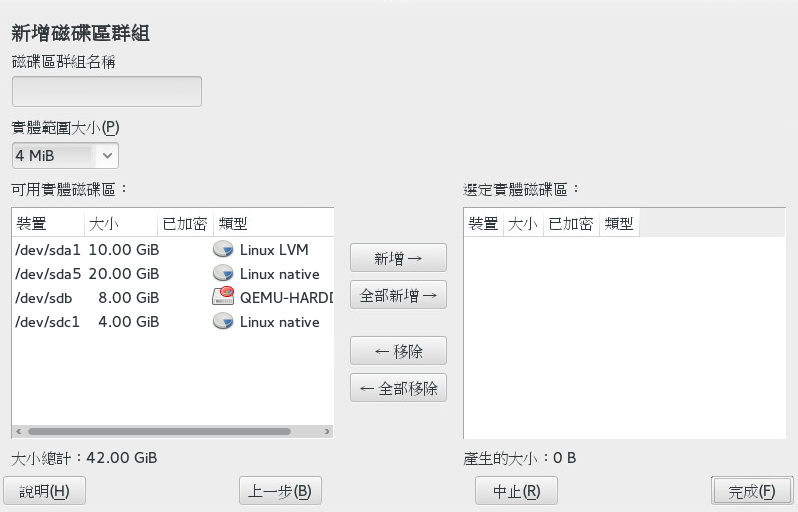 新增磁碟區群組
磁碟區群組名稱
實體範圍大小(P)
4 MiB
可用實體磁碟區：
裝置 大小 已加密 類型
/dev/sda1 10.00 GiB Linux LVM
/dev/sda5 20.00 GiB Linux native
/dev/sdb 8.00 GiB QEMU-HARDD
/dev/sdc1 4.00 GiB Linux native
大小總計：42.00 GiB
新增 →
全部新增 →
← 移除
← 全部移除
選定實體磁碟區：
裝置 大小 已加密 類型
產生的大小：0 B
說明(H) 上一步(B) 中止(R) 完成(F)